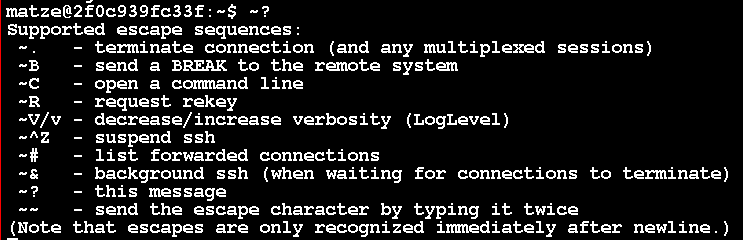 matze@2f0c939fc33f:~$ ~?
Supported escape sequences:
 ~.   - terminate connection (and any multiplexed sessions)
 ~B   - send a BREAK to the remote system
 ~C   - open a command line
 ~R   - request rekey
 ~V/v - decrease/increase verbosity (LogLevel)
 ~^Z  - suspend ssh
 ~#   - list forwarded connections
 ~&   - background ssh (when waiting for connections to terminate)
 ~?   - this message
 ~~   - send the escape character by typing it twice
(Note that escapes are only recognized immediately after newline.)